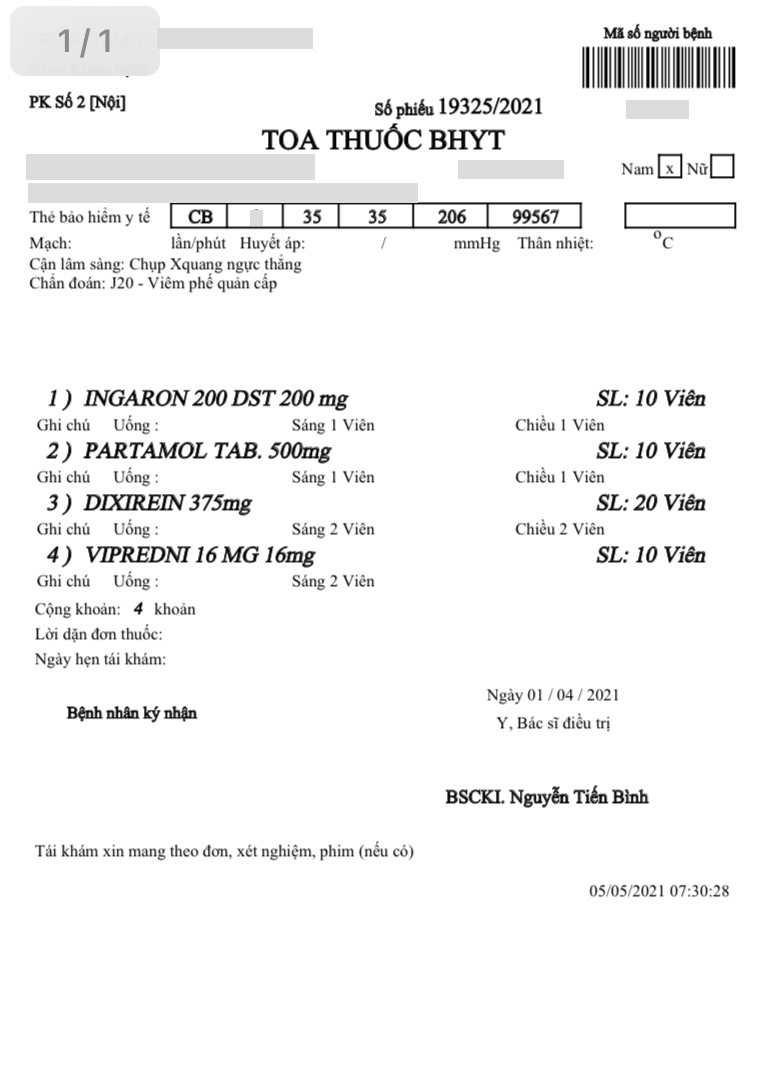 1/1
Mã số người bệnh
PK Số 2 [Nội]
Số phiếu 19325/2021
TOA THUỐC BHYT
Nam x Nữ
Thẻ bảo hiểm y tế CB 35 35 206 99567
Mạch: lần/phút Huyết áp: / mmHg Thân nhiệt: °C
Cận lâm sàng: Chụp Xquang ngực thẳng
Chẩn đoán: J20 - Viêm phế quản cấp
1 ) INGARON 200 DST 200 mg SL: 10 Viên
Ghi chú Uống : Sáng 1 Viên Chiều 1 Viên
2 ) PARTAMOL TAB. 500mg SL: 10 Viên
Ghi chú Uống : Sáng 1 Viên Chiều 1 Viên
3 ) DIXIREIN 375mg SL: 20 Viên
Ghi chú Uống : Sáng 2 Viên Chiều 2 Viên
4 ) VIPREDNI 16 MG 16mg SL: 10 Viên
Ghi chú Uống : Sáng 2 Viên
Cộng khoản: 4 khoản
Lời dặn đơn thuốc:
Ngày hẹn tái khám:
Ngày 01 / 04 / 2021
Bệnh nhân ký nhận
Y, Bác sĩ điều trị
BSCKI. Nguyễn Tiến Bình
Tái khám xin mang theo đơn, xét nghiệm, phim (nếu có)
05/05/2021 07:30:28